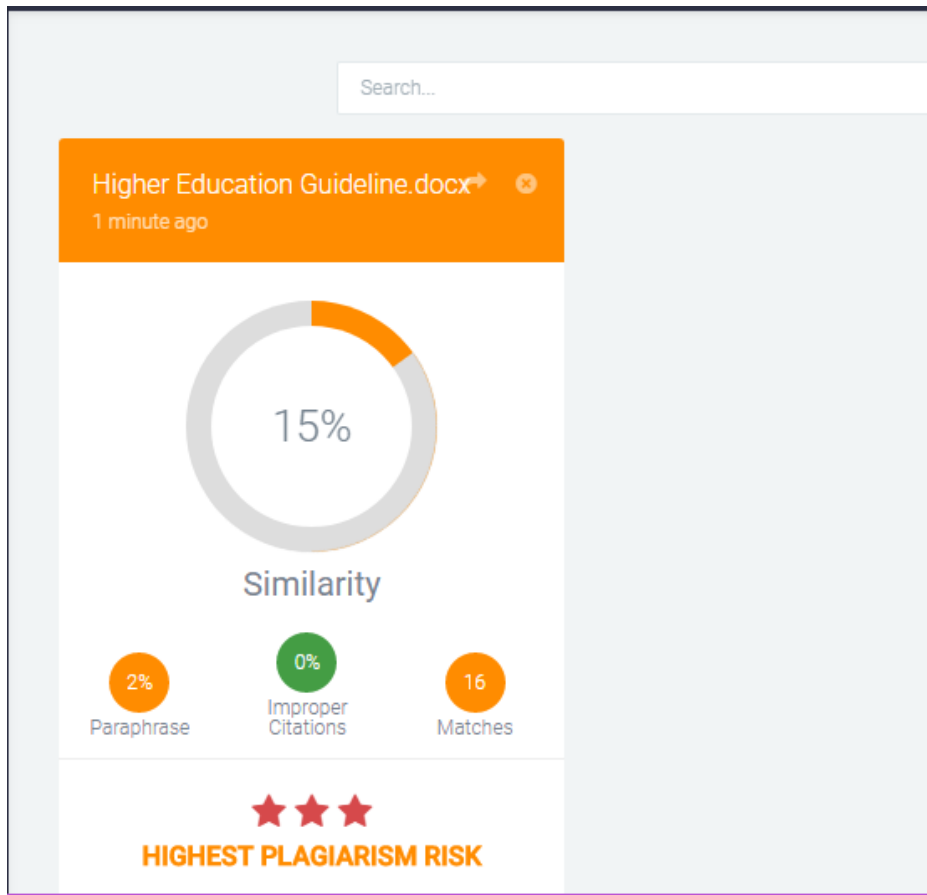 Search...
Higher Education Guideline.docx
1 minute ago
15%
Similarity
2%
Paraphrase
0%
Improper
Citations
16
Matches
HIGHEST PLAGIARISM RISK